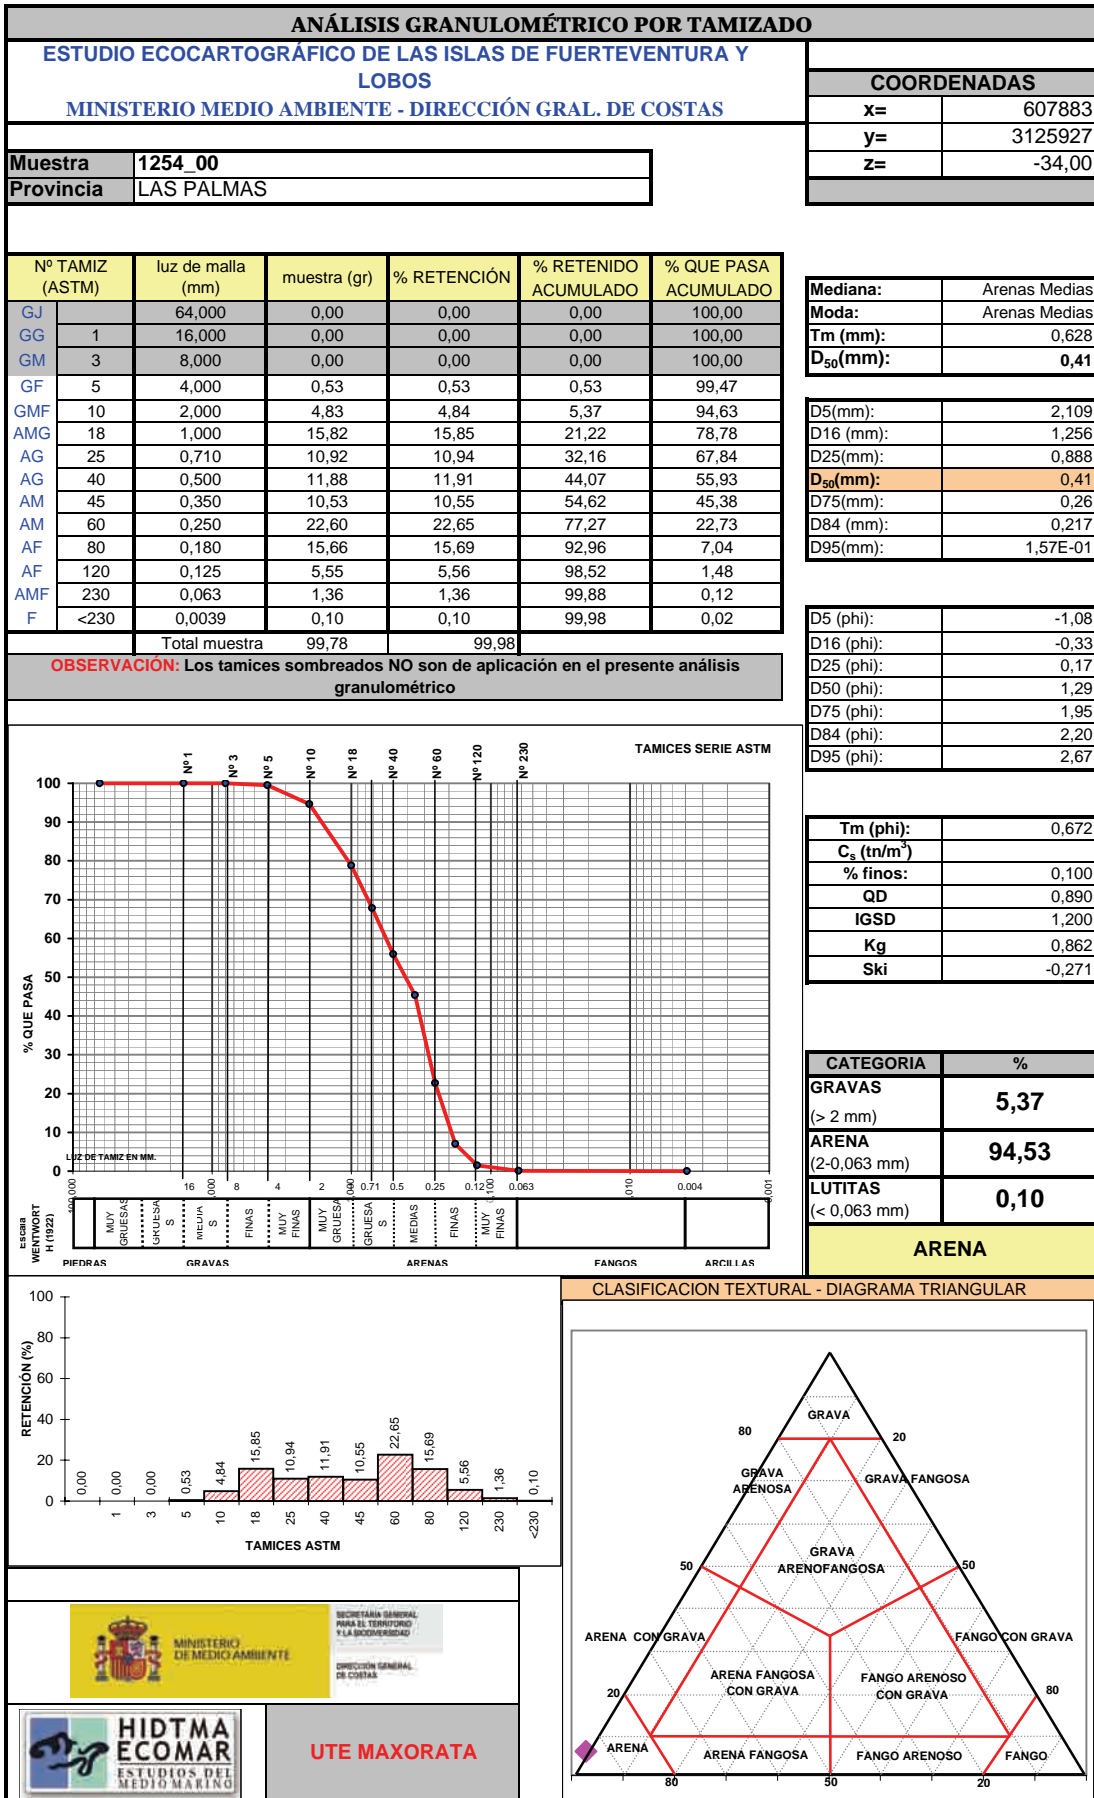 ANÁLISIS GRANULOMÉTRICO POR TAMIZADO
ESTUDIO ECOCARTOGRÁFICO DE LAS ISLAS DE FUERTEVENTURA Y
LOBOS
MINISTERIO MEDIO AMBIENTE - DIRECCIÓN GRAL. DE COSTAS
COORDENADAS
x= 607883
y= 3125927
z= -34,00
Muestra 1254_00
Provincia LAS PALMAS
Nº TAMIZ (ASTM) luz de malla (mm) muestra (gr) % RETENCIÓN % RETENIDO ACUMULADO % QUE PASA ACUMULADO
GJ 64,000 0,00 0,00 0,00 100,00
GG 1 16,000 0,00 0,00 0,00 100,00
GM 3 8,000 0,00 0,00 0,00 100,00
GF 5 4,000 0,53 0,53 0,53 99,47
GMF 10 2,000 4,83 4,84 5,37 94,63
AMG 18 1,000 15,82 15,85 21,22 78,78
AG 25 0,710 10,92 10,94 32,16 67,84
AG 40 0,500 11,88 11,91 44,07 55,93
AM 45 0,350 10,53 10,55 54,62 45,38
AM 60 0,250 22,60 22,65 77,27 22,73
AF 80 0,180 15,66 15,69 92,96 7,04
AF 120 0,125 5,55 5,56 98,52 1,48
AMF 230 0,063 1,36 1,36 99,88 0,12
F <230 0,0039 0,10 0,10 99,98 0,02
Total muestra 99,78 99,98
OBSERVACIÓN: Los tamices sombreados NO son de aplicación en el presente análisis
granulométrico
Mediana: Arenas Medias
Moda: Arenas Medias
Tm (mm): 0,628
D50(mm): 0,41
D5(mm): 2,109
D16 (mm): 1,256
D25(mm): 0,888
D50(mm): 0,41
D75(mm): 0,26
D84 (mm): 0,217
D95(mm): 1,57E-01
D5 (phi): -1,08
D16 (phi): -0,33
D25 (phi): 0,17
D50 (phi): 1,29
D75 (phi): 1,95
D84 (phi): 2,20
D95 (phi): 2,67
Tm (phi): 0,672
Cs (tn/m3)
% finos: 0,100
QD 0,890
IGSD 1,200
Kg 0,862
Ski -0,271
CATEGORIA %
GRAVAS (> 2 mm) 5,37
ARENA (2-0,063 mm) 94,53
LUTITAS (< 0,063 mm) 0,10
ARENA
TAMICES SERIE ASTM
Nº 1 Nº 3 Nº 5 Nº 10 Nº 18 Nº 40 Nº 60 Nº 120 Nº 230
% QUE PASA
100
90
80
70
60
50
40
30
20
10
0
LUZ DE TAMIZ EN MM.
16 8 4 2 0.71 0.5 0.25 0.12 0.063 0.004
Escala WENTWORT H (1922)
MUY GRUESAS GRUESA S MEDIA S FINAS MUY FINAS MUY GRUESA GRUESA S MEDIAS FINAS MUY FINAS
PIEDRAS GRAVAS ARENAS FANGOS ARCILLAS
RETENCIÓN (%)
100
80
60
40
20
0
0,00 0,00 0,00 0,53 4,84 15,85 10,94 11,91 10,55 22,65 15,69 5,56 1,36 0,10
1 3 5 10 18 25 40 45 60 80 120 230 <230
TAMICES ASTM
CLASIFICACION TEXTURAL - DIAGRAMA TRIANGULAR
GRAVA
80 20
GRAVA ARENOSA
GRAVA FANGOSA
50 50
GRAVA ARENOFANGOSA
ARENA CON GRAVA
FANGO CON GRAVA
ARENA FANGOSA CON GRAVA
FANGO ARENOSO CON GRAVA
20 80
ARENA ARENA FANGOSA FANGO ARENOSO FANGO
80 50 20
MINISTERIO
DE MEDIO AMBIENTE
SECRETARÍA GENERAL
PARA EL TERRITORIO
Y LA BIODIVERSIDAD
DIRECCIÓN GENERAL
DE COSTAS
HIDTMA
ECOMAR
ESTUDIOS DEL
MEDIO MARINO
UTE MAXORATA